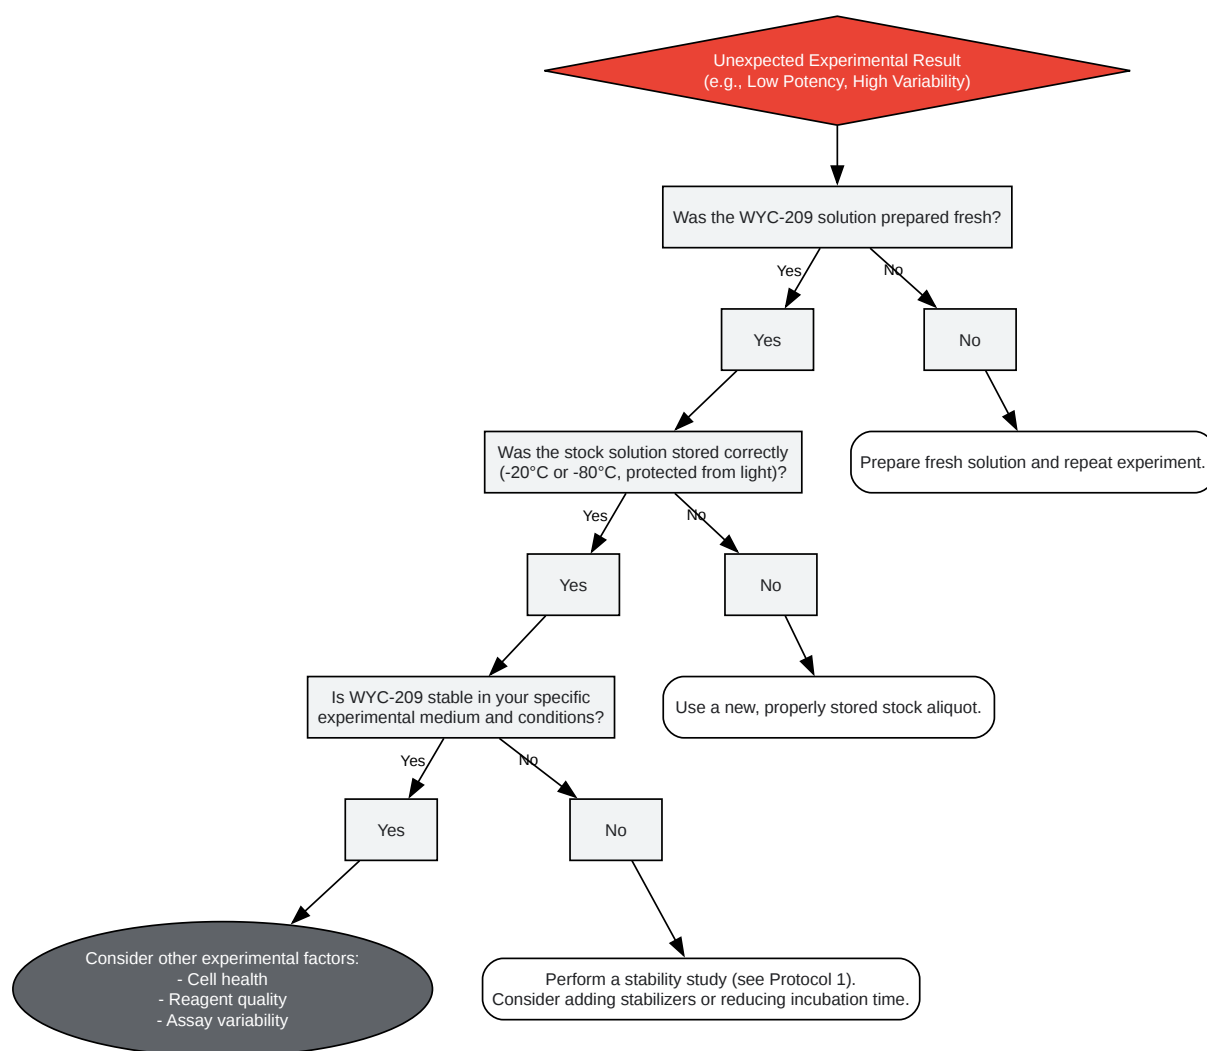 Unexpected Experimental Result
(e.g., Low Potency, High Variability)
Was the WYC-209 solution prepared fresh?
Yes
No
Yes
No
Was the stock solution stored correctly
(-20°C or -80°C, protected from light)?
Prepare fresh solution and repeat experiment.
Yes
No
Yes
No
Is WYC-209 stable in your specific
experimental medium and conditions?
Use a new, properly stored stock aliquot.
Yes
No
Yes
No
Consider other experimental factors:
- Cell health
- Reagent quality
- Assay variability
Perform a stability study (see Protocol 1).
Consider adding stabilizers or reducing incubation time.